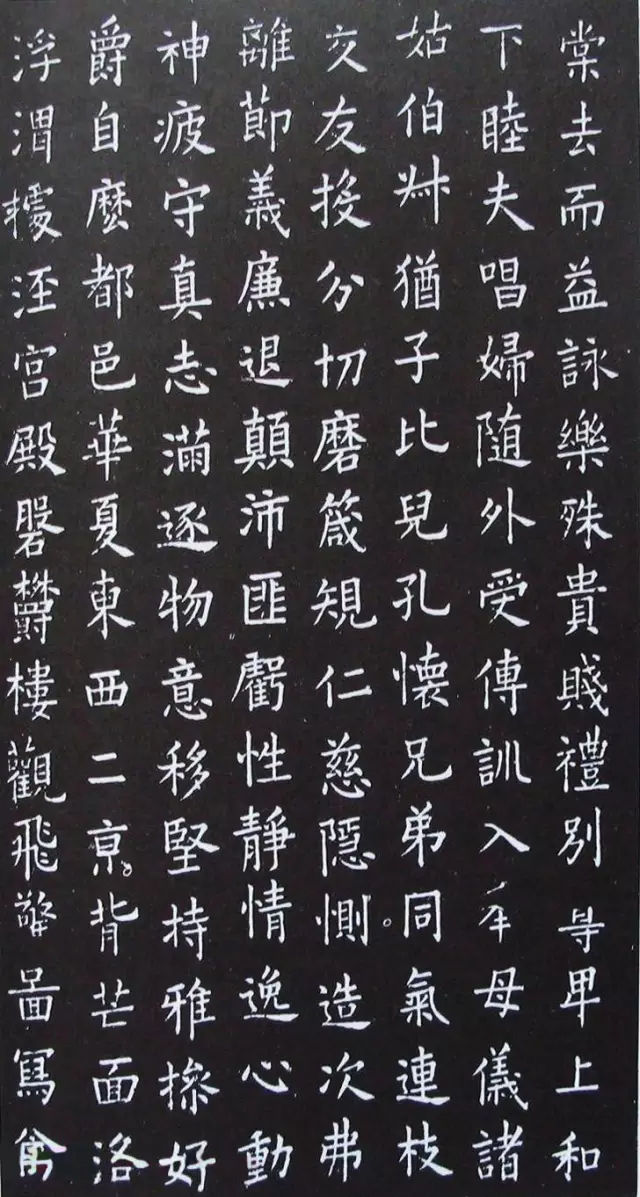 棠去而益詠樂殊貴賤禮別尊卑上和
下睦夫唱婦隨外受傅訓入奉母儀諸
姑伯叔猶子比兒孔懷兄弟同氣連枝
交友投分切磨箴規仁慈隱惻造次弗
離節義廉退顛沛匪虧性靜情逸心動
神疲守真志滿逐物意移堅持雅操好
爵自縻都邑華夏東西二京背芒面洛
浮渭據涇宮殿磐鬱樓觀飛驚圖寫禽